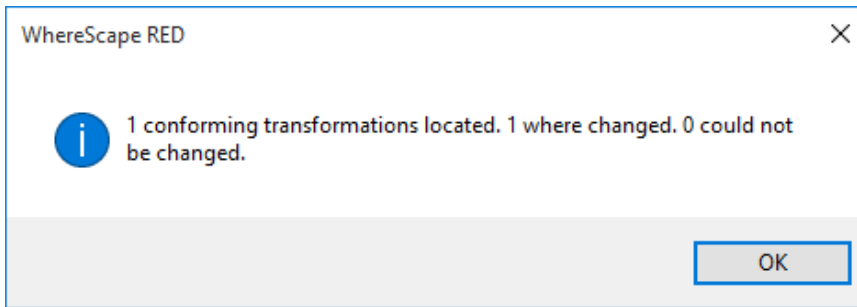 WhereScape RED
1 conforming transformations located. 1 where changed. 0 could not
be changed.
OK